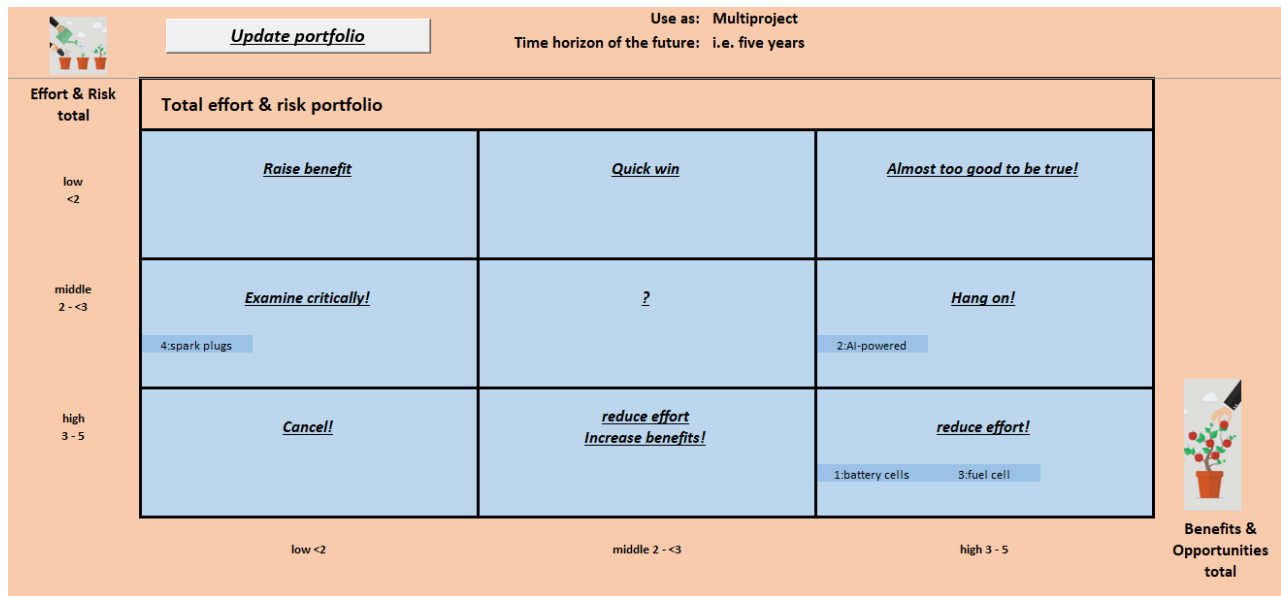 Update portfolio
Use as: Multiproject
Time horizon of the future: i.e. five years
Effort & Risk
total
Total effort & risk portfolio
low
<2
Raise benefit
Quick win
Almost too good to be true!
middle
2 - <3
Examine critically!
?
Hang on!
4:spark plugs
2:AI-powered
high
3 - 5
Cancel!
reduce effort
Increase benefits!
reduce effort!
1:battery cells
3:fuel cell
low <2
middle 2 - <3
high 3 - 5
Benefits &
Opportunities
total